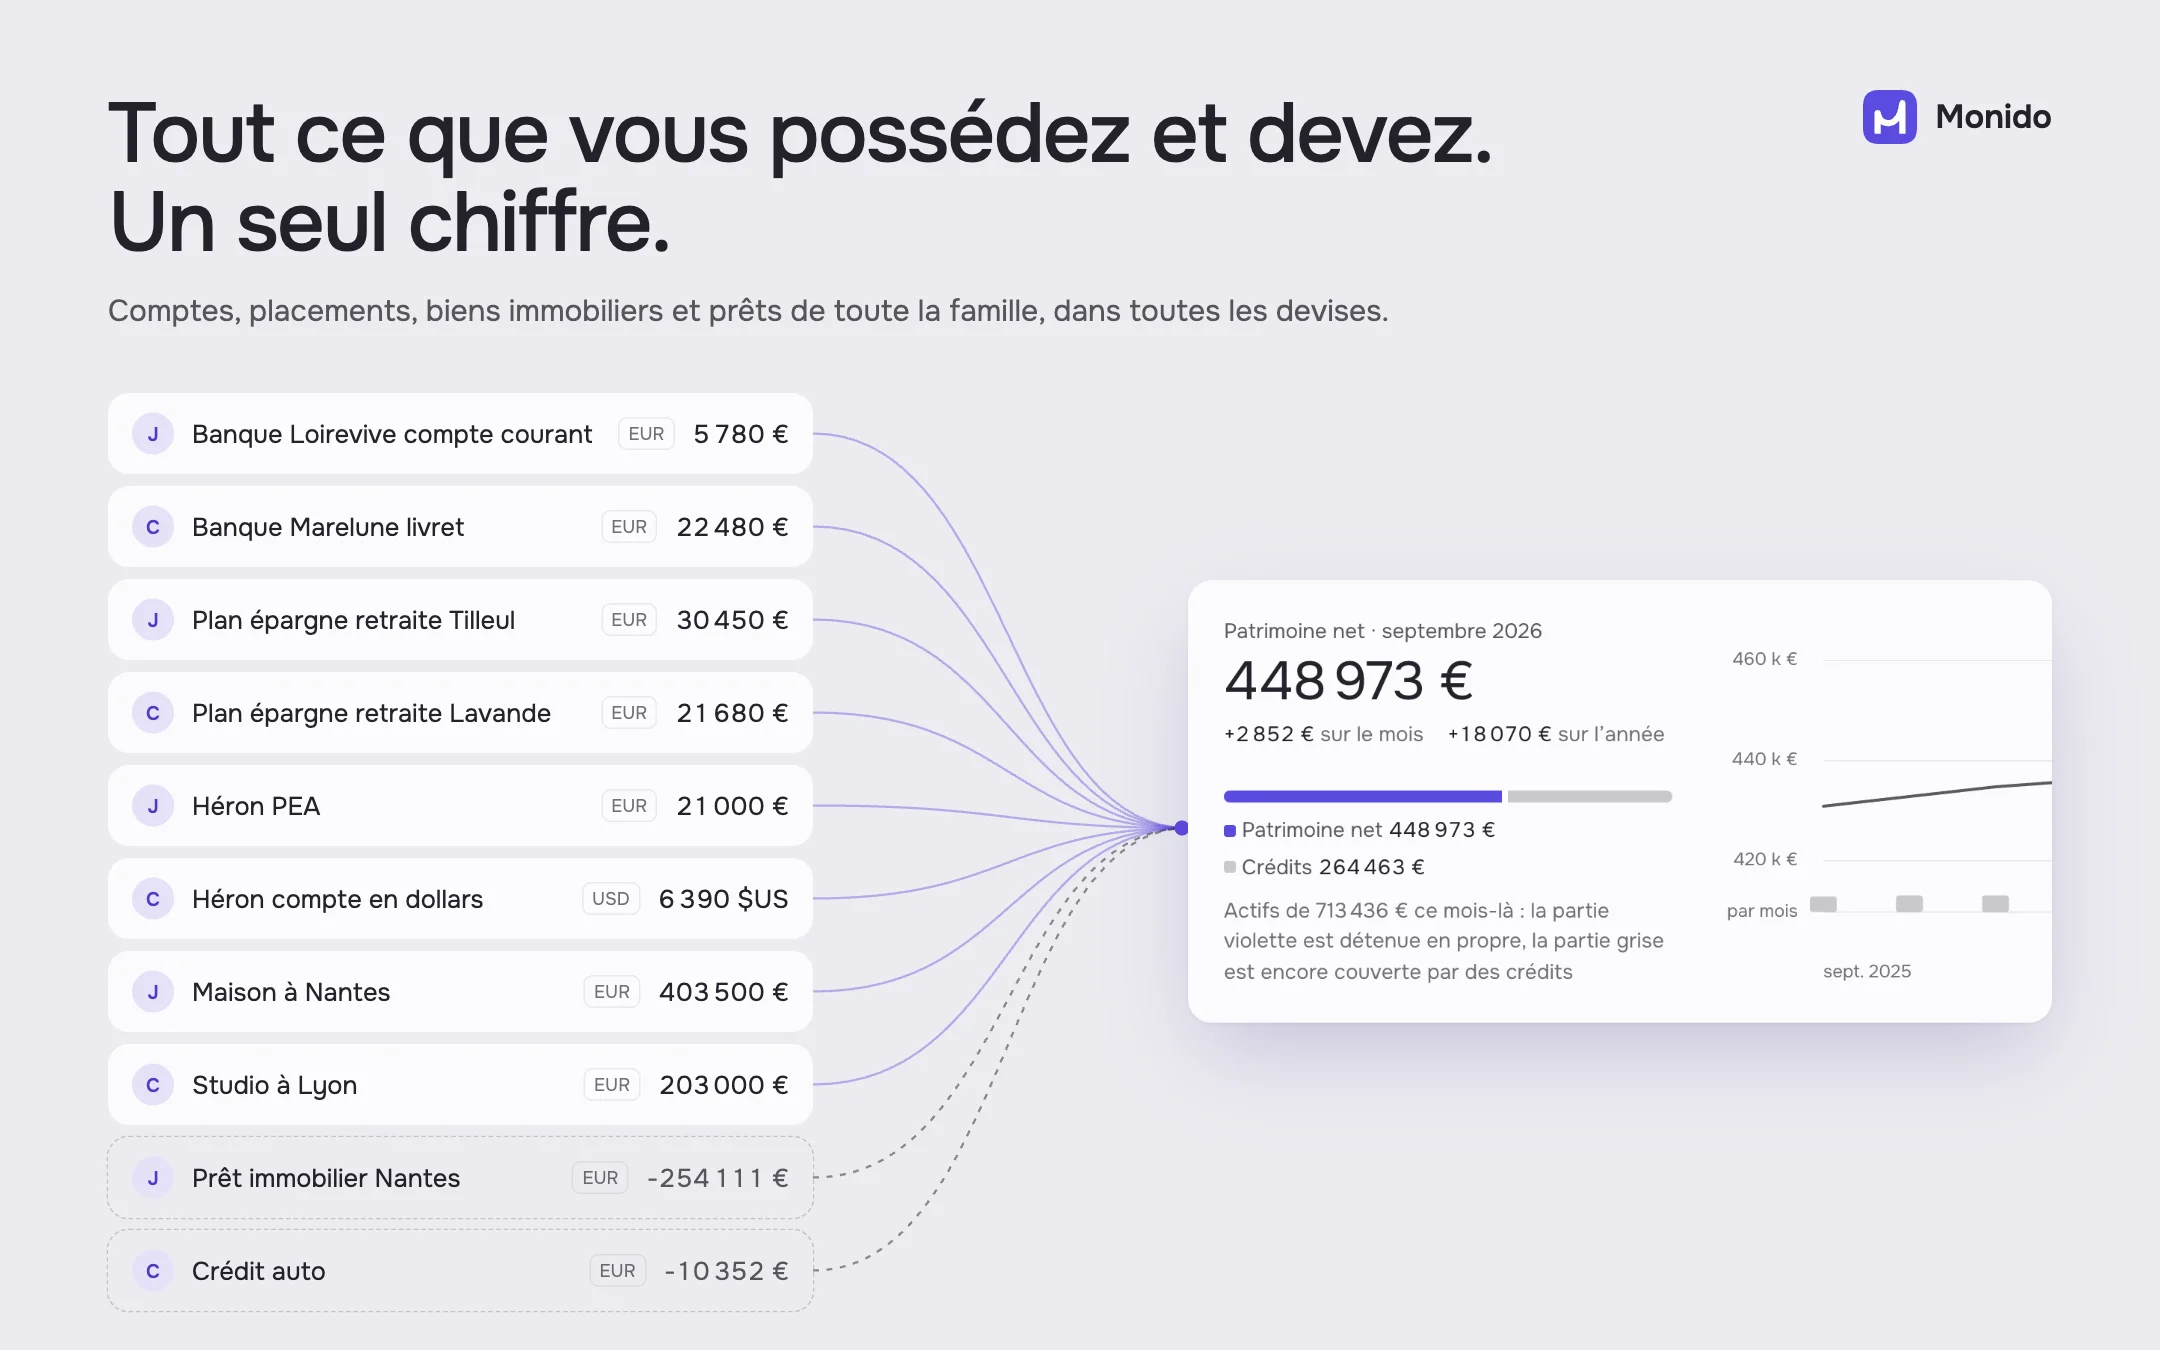 Tout ce que vous possédez et devez.
Un seul chiffre.
Monido
Comptes, placements, biens immobiliers et prêts de toute la famille, dans toutes les devises.
J Banque Loirevive compte courant EUR 5 780 €
C Banque Marelune livret EUR 22 480 €
J Plan épargne retraite Tilleul EUR 30 450 €
C Plan épargne retraite Lavande EUR 21 680 €
J Héron PEA EUR 21 000 €
C Héron compte en dollars USD 6 390 $US
J Maison à Nantes EUR 403 500 €
C Studio à Lyon EUR 203 000 €
J Prêt immobilier Nantes EUR -254 111 €
C Crédit auto EUR -10 352 €
Patrimoine net · septembre 2026
448 973 €
+2 852 € sur le mois +18 070 € sur l’année
Patrimoine net 448 973 €
Crédits 264 463 €
Actifs de 713 436 € ce mois-là : la partie
violette est détenue en propre, la partie grise
est encore couverte par des crédits
460 k €
440 k €
420 k €
par mois
sept. 2025